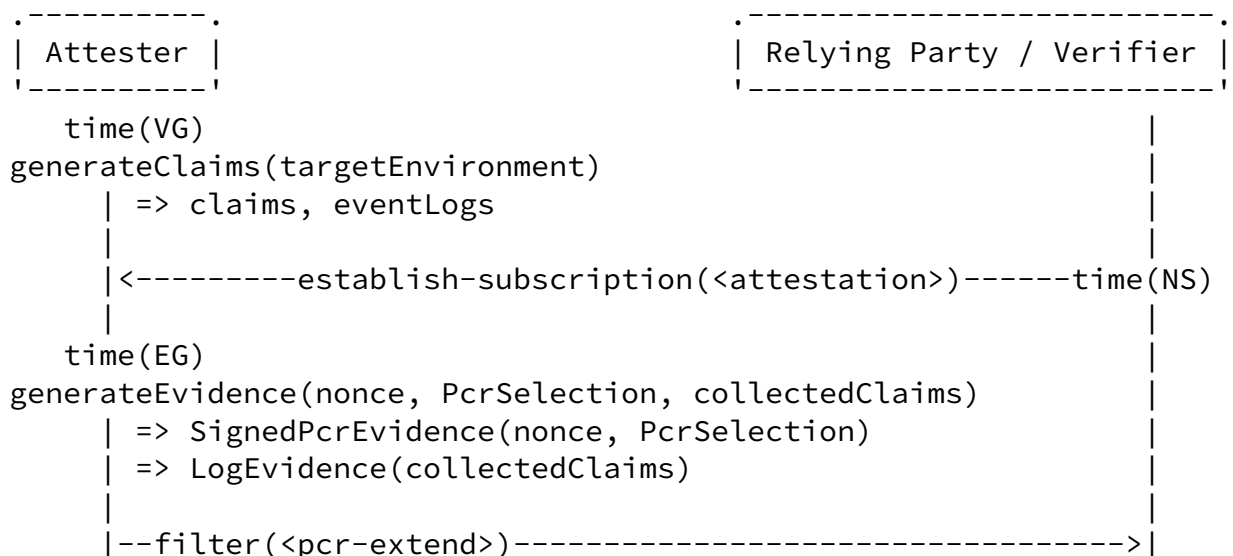 .----------.                            .--------------------------.
| Attester |                            | Relying Party / Verifier |
'----------'                            '--------------------------'
   time(VG)                                                   |
generateClaims(targetEnvironment)                             |
     | => claims, eventLogs                                   |
     |                                                        |
     |<---------establish-subscription(<attestation>)------time(NS)
     |                                                        |
   time(EG)                                                   |
generateEvidence(nonce, PcrSelection, collectedClaims)        |
     | => SignedPcrEvidence(nonce, PcrSelection)              |
     | => LogEvidence(collectedClaims)                        |
     |                                                        |
     |--filter(<pcr-extend>)---------------------------------->|